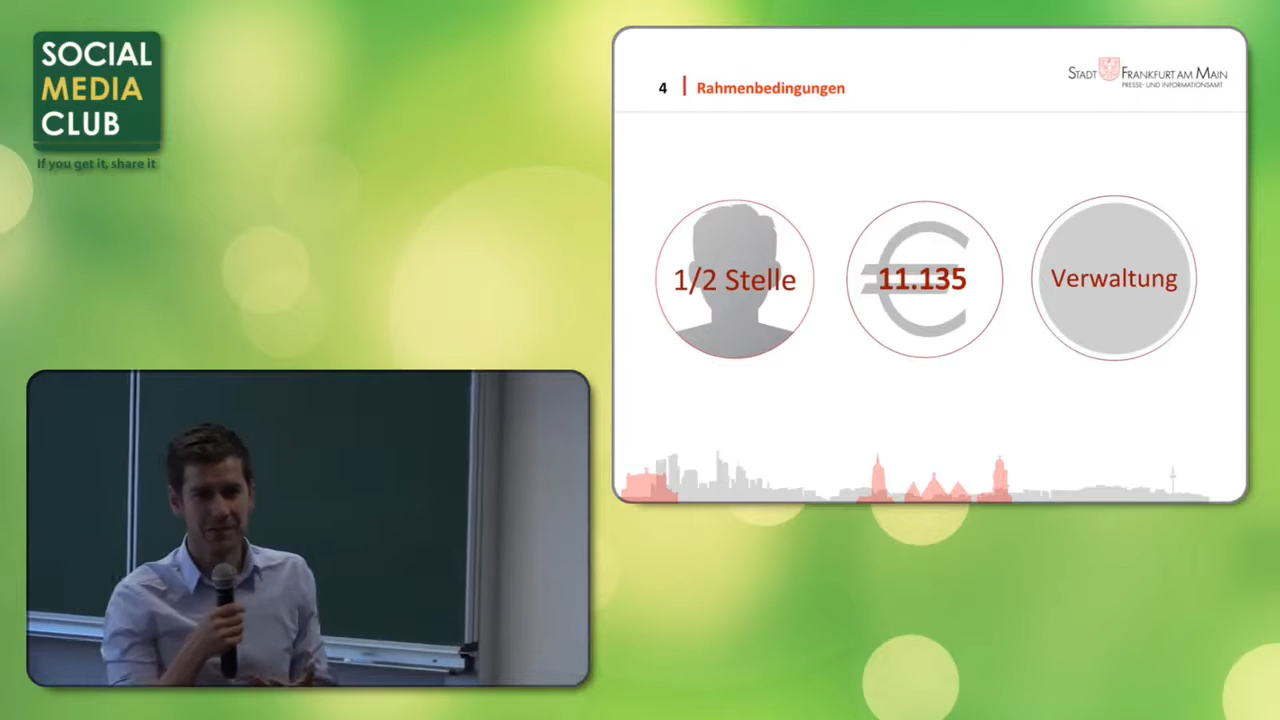 SOCIAL
MEDIA
CLUB
If you get it, share it
4 | Rahmenbedingungen
STADT FRANKFURT AM MAIN
PRESSE- UND INFORMATIONSAMT
1/2 Stelle
11.135
€
Verwaltung